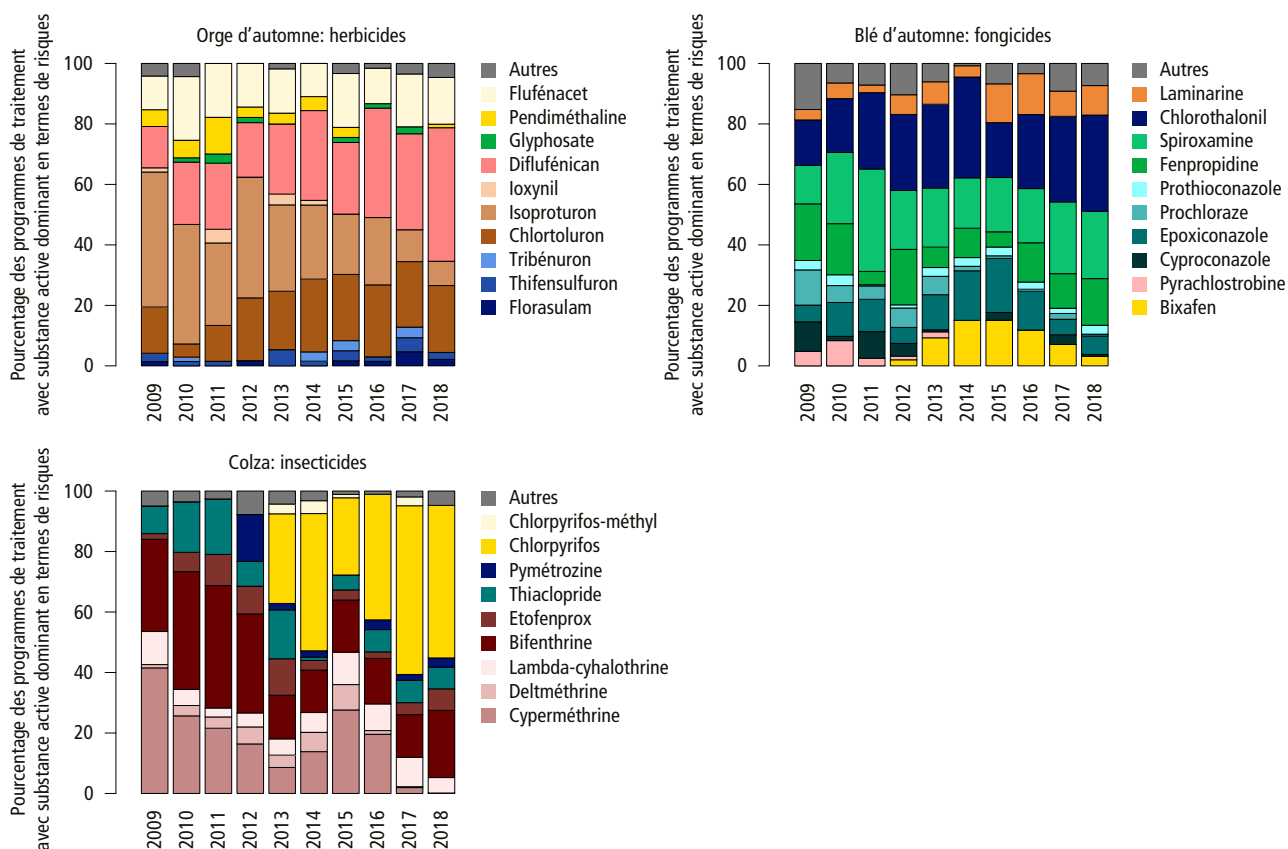 Orge d'automne: herbicides
Pourcentage des programmes de traitement
avec substance active dominant en termes de risques
100
80
60
40
20
0
2009
2010
2011
2012
2013
2014
2015
2016
2017
2018
Autres
Flufénacet
Pendiméthaline
Glyphosate
Diflufénican
Ioxynil
Isoproturon
Chlortoluron
Tribénuron
Thifensulfuron
Florasulam
Blé d'automne: fongicides
Pourcentage des programmes de traitement
avec substance active dominant en termes de risques
100
80
60
40
20
0
2009
2010
2011
2012
2013
2014
2015
2016
2017
2018
Autres
Laminarine
Chlorothalonil
Spiroxamine
Fenpropidine
Prothioconazole
Prochloraze
Epoxiconazole
Cyproconazole
Pyrachlostrobine
Bixafen
Colza: insecticides
Pourcentage des programmes de traitement
avec substance active dominant en termes de risques
100
80
60
40
20
0
2009
2010
2011
2012
2013
2014
2015
2016
2017
2018
Autres
Chlorpyrifos-méthyl
Chlorpyrifos
Pymétrozine
Thiaclopride
Etofenprox
Bifenthrine
Lambda-cyhalothrine
Deltméthrine
Cyperméthrine